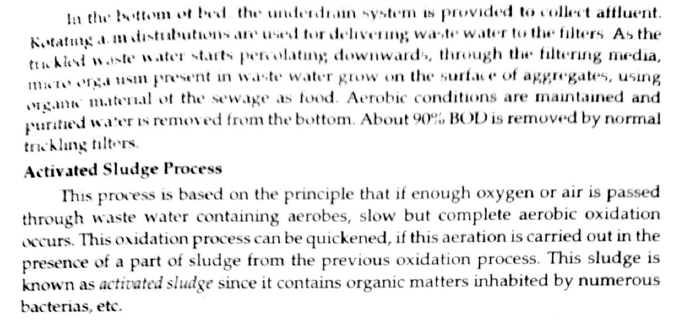 In the bottom of bed, the underdrain system is provided to collect affluent.
Rotating arm distributions are used for delivering waste water to the filters. As the
trickled waste water starts percolating downwards, through the filtering media,
micro organism present in waste water grow on the surface of aggregates, using
organic material of the sewage as food. Aerobic conditions are maintained and
purified water is removed from the bottom. About 90% BOD is removed by normal
trickling filters.
Activated Sludge Process
This process is based on the principle that if enough oxygen or air is passed
through waste water containing aerobes, slow but complete aerobic oxidation
occurs. This oxidation process can be quickened, if this aeration is carried out in the
presence of a part of sludge from the previous oxidation process. This sludge is
known as activated sludge since it contains organic matters inhabited by numerous
bacterias, etc.